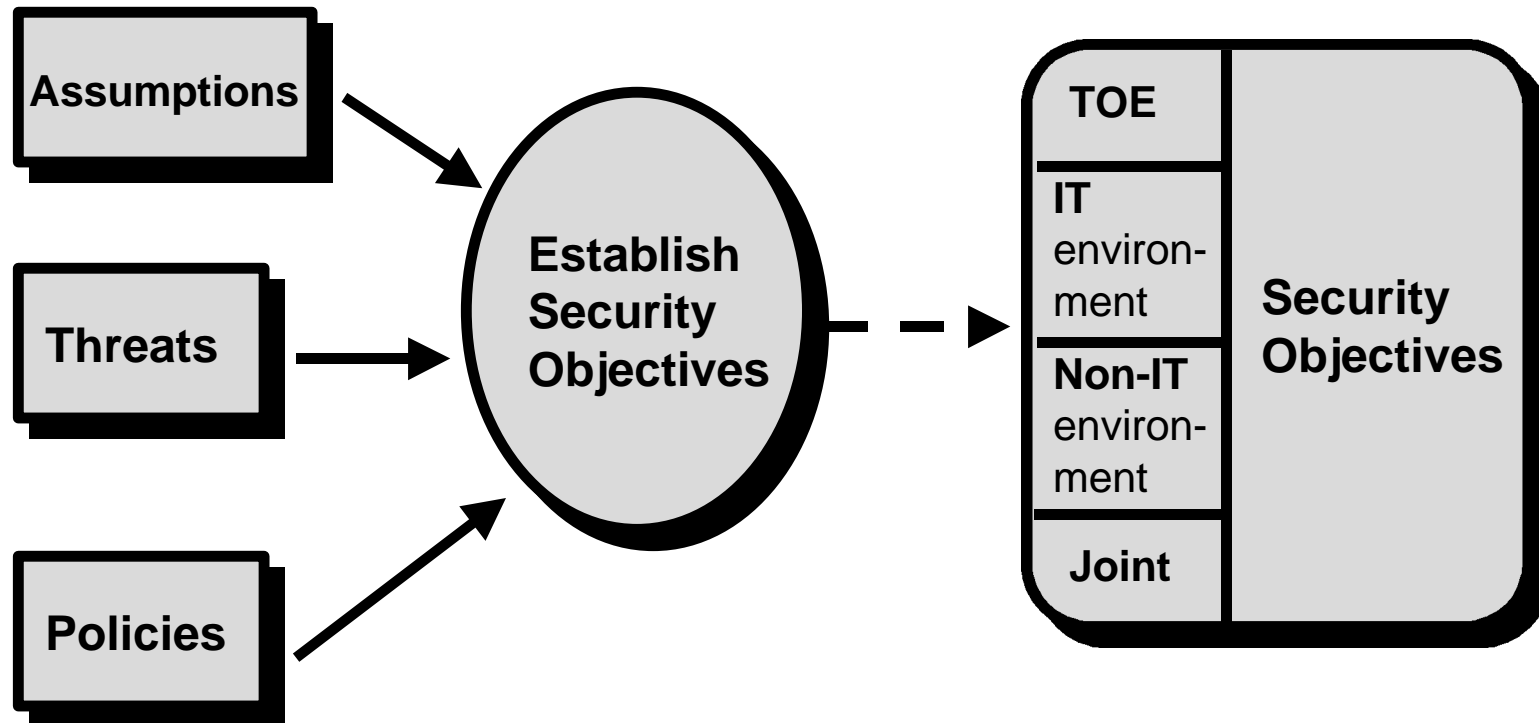 Assumptions
Threats
Policies
Establish
Security
Objectives
TOE
IT
environ-
ment
Non-IT
environ-
ment
Joint
Security
Objectives